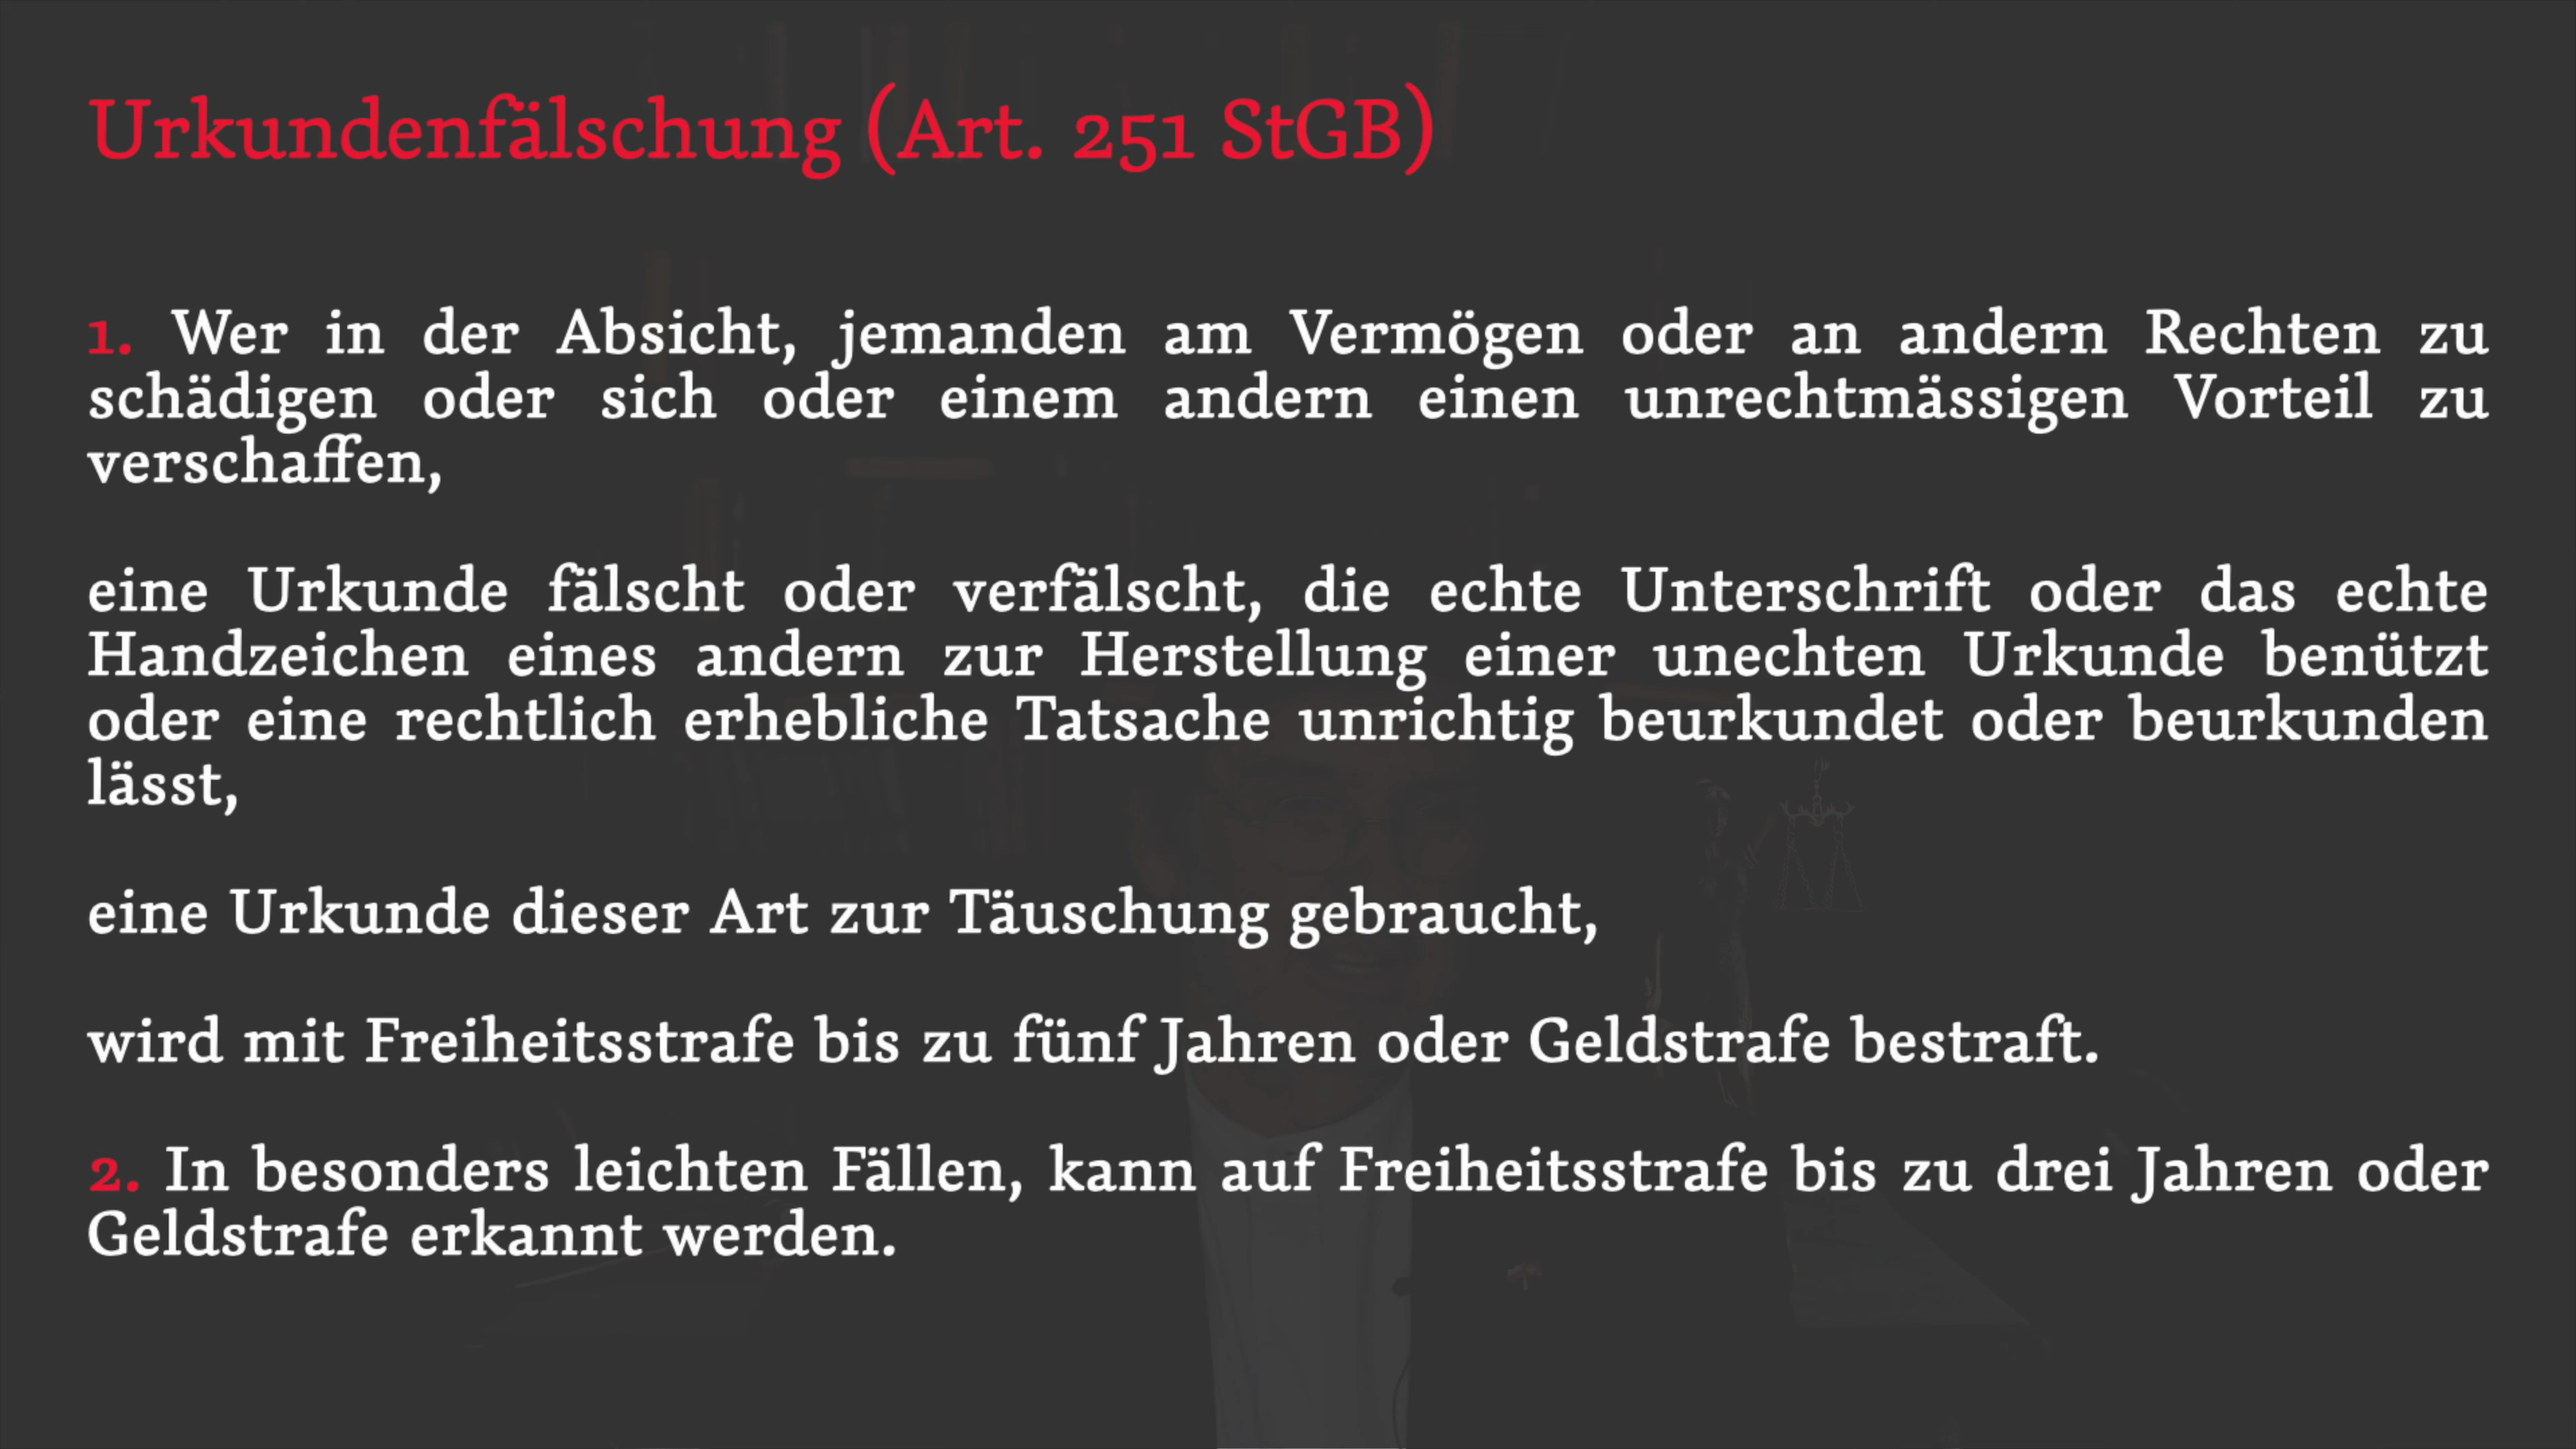 Urkundenfälschung (Art. 251 StGB)
1. Wer in der Absicht, jemanden am Vermögen oder an andern Rechten zu
schädigen oder sich oder einem andern einen unrechtmässigen Vorteil zu
verschaffen,
eine Urkunde fälscht oder verfälscht, die echte Unterschrift oder das echte
Handzeichen eines andern zur Herstellung einer unechten Urkunde benützt
oder eine rechtlich erhebliche Tatsache unrichtig beurkundet oder beurkunden
lässt,
eine Urkunde dieser Art zur Täuschung gebraucht,
wird mit Freiheitsstrafe bis zu fünf Jahren oder Geldstrafe bestraft.
2. In besonders leichten Fällen, kann auf Freiheitsstrafe bis zu drei Jahren oder
Geldstrafe erkannt werden.